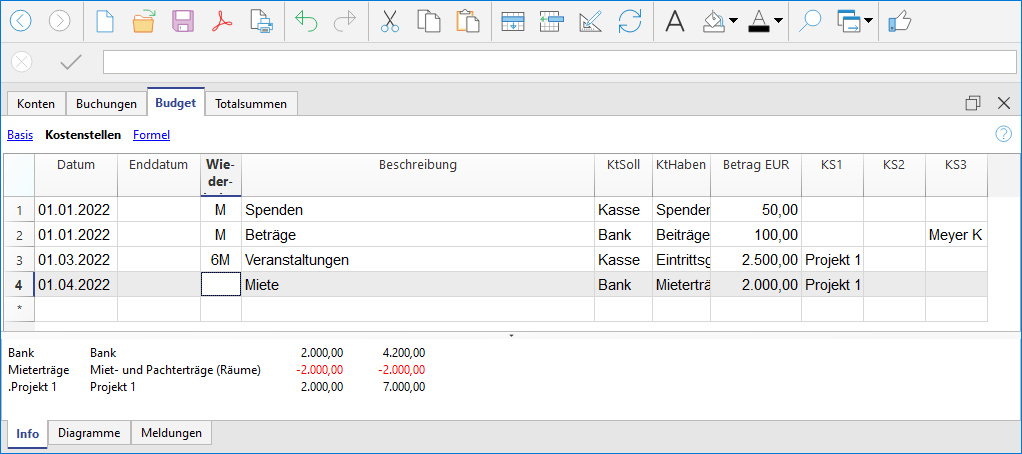 Konten Buchungen Budget Totalsummen
Basis Kostenstellen Formel
Datum Enddatum Wie- Beschreibung KtSoll KtHaben Betrag EUR KS1 KS2 KS3
der-
1 01.01.2022 M Spenden Kasse Spenden 50,00
2 01.01.2022 M Beträge Bank Beiträge 100,00 Meyer K
3 01.03.2022 6M Veranstaltungen Kasse Eintrittsg 2.500,00 Projekt 1
4 01.04.2022 Miete Bank Mieterträ 2.000,00 Projekt 1
*
Bank Bank 2.000,00 4.200,00
Mieterträge Miet- und Pachterträge (Räume) -2.000,00 -2.000,00
.Projekt 1 Projekt 1 2.000,00 7.000,00
Info Diagramme Meldungen